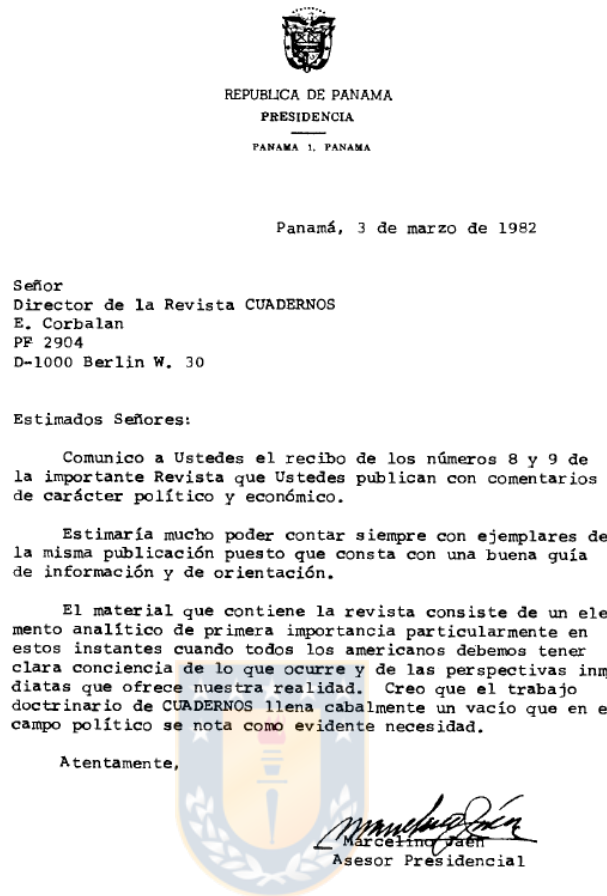 REPUBLICA DE PANAMA
PRESIDENCIA
PANAMA 1, PANAMA
Panamá, 3 de marzo de 1982
Señor
Director de la Revista CUADERNOS
E. Corbalan
PF 2904
D-1000 Berlin W. 30
Estimados Señores:
Comunico a Ustedes el recibo de los números 8 y 9 de
la importante Revista que Ustedes publican con comentarios
de carácter político y económico.
Estimaría mucho poder contar siempre con ejemplares de
la misma publicación puesto que consta con una buena guía
de información y de orientación.
El material que contiene la revista consiste de un ele
mento analítico de primera importancia particularmente en
estos instantes cuando todos los americanos debemos tener
clara conciencia de lo que ocurre y de las perspectivas inm
diatas que ofrece nuestra realidad. Creo que el trabajo
doctrinario de CUADERNOS llena cabalmente un vacío que en e
campo político se nota como evidente necesidad.
Atentamente,
Marcelino Jaén
Marcelino Jaén
Asesor Presidencial